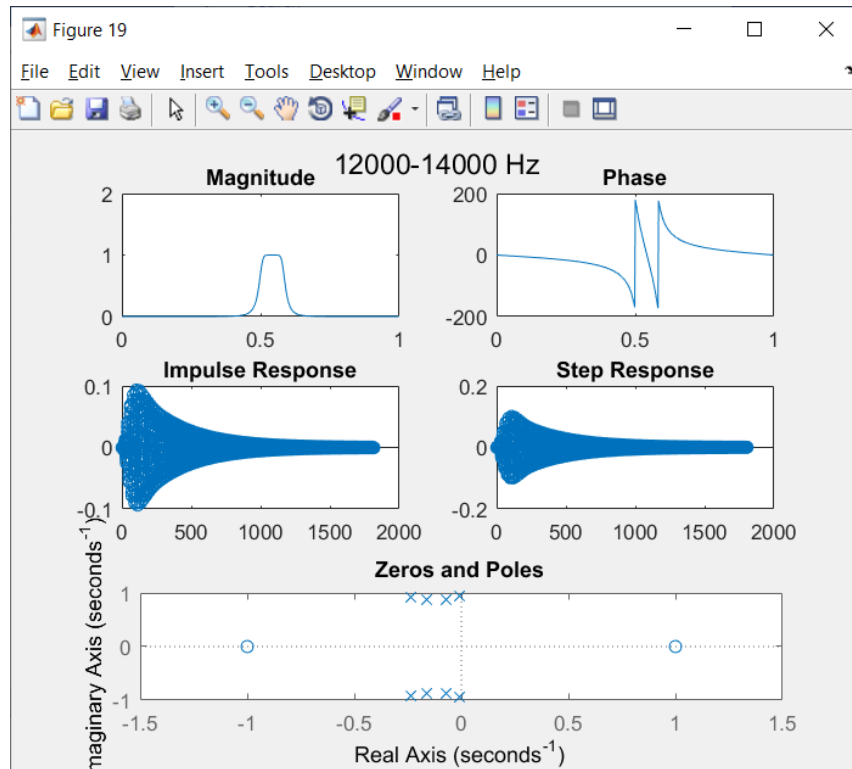 Figure 19
File Edit View Insert Tools Desktop Window Help
12000-14000 Hz
Magnitude
2
1
0
0 0.5 1
Phase
200
0
-200
0 0.5 1
Impulse Response
0.1
0
-0.1
0 500 1000 1500 2000
Step Response
0.2
0
-0.2
0 500 1000 1500 2000
Zeros and Poles
maginary Axis (seconds⁻¹)
1
0
-1
-1.5 -1 -0.5 0 0.5 1 1.5
Real Axis (seconds⁻¹)